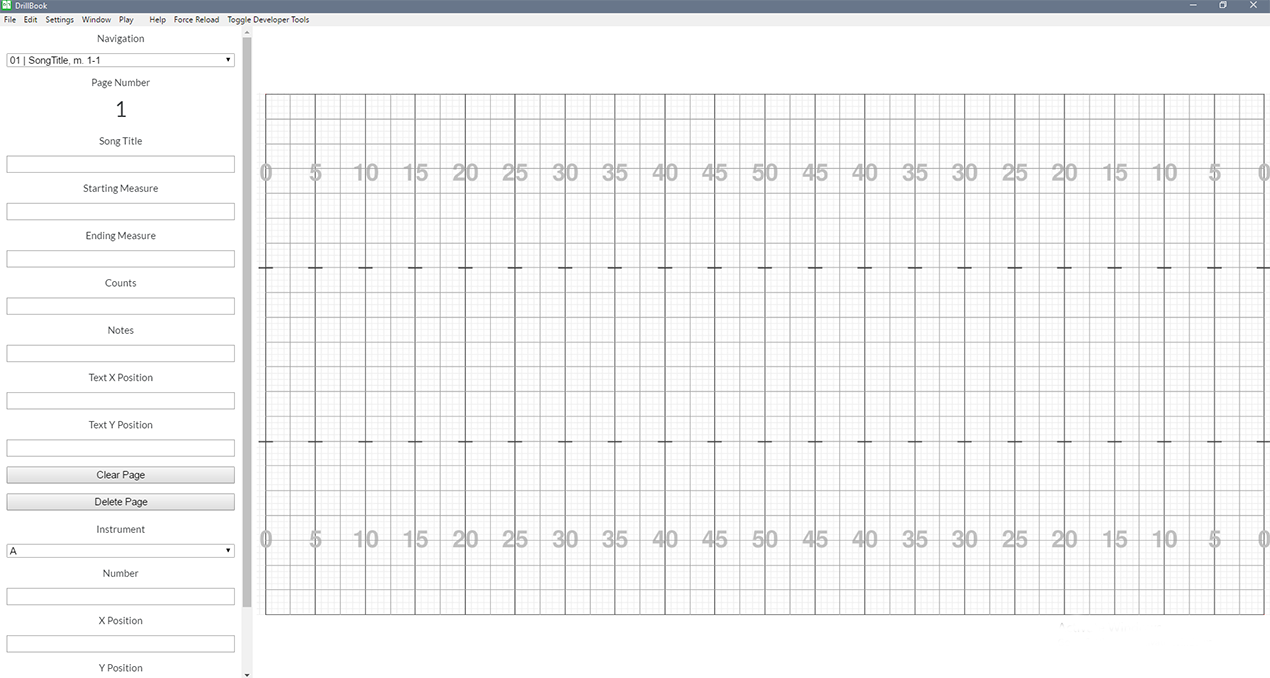 DrillBook
File Edit Settings Window Play Help Force Reload Toggle Developer Tools
Navigation
01 | SongTitle, m. 1-1
Page Number
1
Song Title
Starting Measure
Ending Measure
Counts
Notes
Text X Position
Text Y Position
Clear Page
Delete Page
Instrument
A
Number
X Position
Y Position
0 5 10 15 20 25 30 35 40 45 50 45 40 35 30 25 20 15 10 5 0
0 5 10 15 20 25 30 35 40 45 50 45 40 35 30 25 20 15 10 5 0